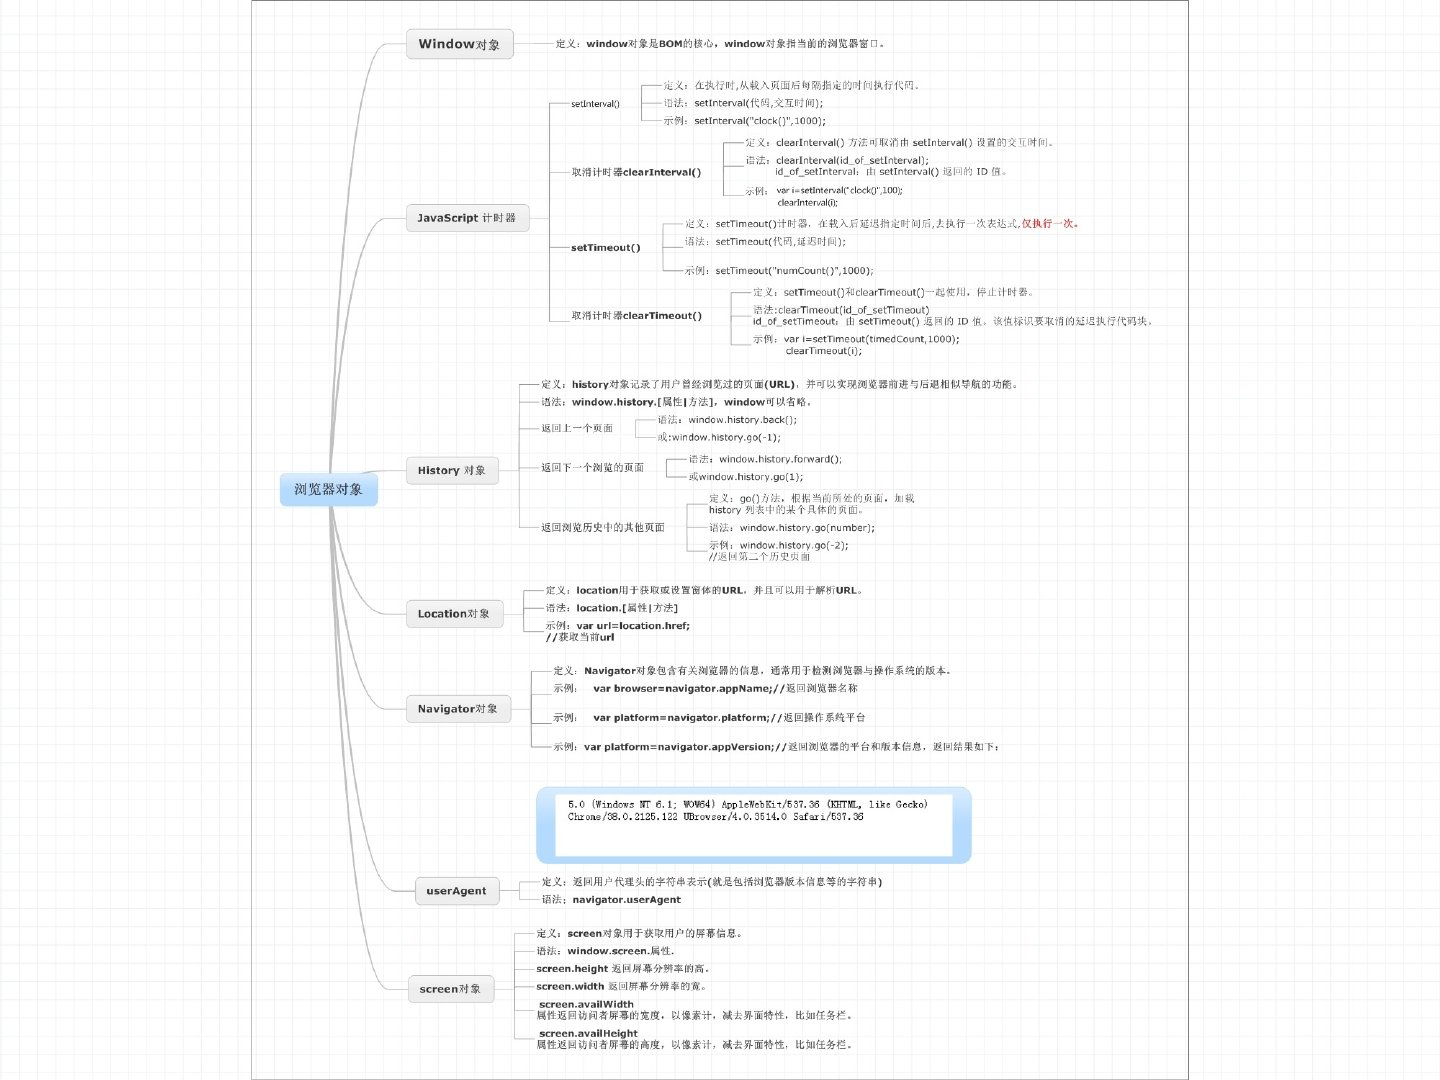 Window对象
定义：window对象是BOM的核心，window对象指当前的浏览器窗口。
setInterval()
定义：在执行时,从载入页面后每隔指定的时间执行代码。
语法：setInterval(代码,交互时间);
示例：setInterval("clock()",1000);
取消计时器clearInterval()
定义：clearInterval() 方法可取消由 setInterval() 设置的交互时间。
语法：clearInterval(id_of_setInterval);
id_of_setInterval：由 setInterval() 返回的 ID 值。
示例： var i=setInterval("clock()",100);
clearInterval(i);
JavaScript 计时器
setTimeout()
定义：setTimeout()计时器，在载入后延迟指定时间后,去执行一次表达式,仅执行一次。
语法：setTimeout(代码,延迟时间);
示例：setTimeout("numCount()",1000);
取消计时器clearTimeout()
定义：setTimeout()和clearTimeout()一起使用，停止计时器。
语法:clearTimeout(id_of_setTimeout)
id_of_setTimeout：由 setTimeout() 返回的 ID 值。该值标识要取消的延迟执行代码块。
示例：var i=setTimeout(timedCount,1000);
clearTimeout(i);
History 对象
定义：history对象记录了用户曾经浏览过的页面(URL)，并可以实现浏览器前进与后退相似导航的功能。
语法：window.history.[属性|方法]，window可以省略。
返回上一个页面
语法：window.history.back();
或:window.history.go(-1);
返回下一个浏览的页面
语法：window.history.forward();
或window.history.go(1);
返回浏览历史中的其他页面
定义：go()方法，根据当前所处的页面，加载
history 列表中的某个具体的页面。
语法：window.history.go(number);
示例：window.history.go(-2);
//返回第二个历史页面
浏览器对象
Location对象
定义：location用于获取或设置窗体的URL，并且可以用于解析URL。
语法：location.[属性|方法]
示例：var url=location.href;
//获取当前url
Navigator对象
定义：Navigator对象包含有关浏览器的信息，通常用于检测浏览器与操作系统的版本。
示例： var browser=navigator.appName;//返回浏览器名称
示例： var platform=navigator.platform;//返回操作系统平台
示例：var platform=navigator.appVersion;//返回浏览器的平台和版本信息，返回结果如下：
5.0 (Windows NT 6.1; WOW64) AppleWebKit/537.36 (KHTML, like Gecko)
Chrome/38.0.2125.122 UBrowser/4.0.3514.0 Safari/537.36
userAgent
定义：返回用户代理头的字符串表示(就是包括浏览器版本信息等的字符串)
语法：navigator.userAgent
screen对象
定义：screen对象用于获取用户的屏幕信息。
语法：window.screen.属性.
screen.height 返回屏幕分辨率的高。
screen.width 返回屏幕分辨率的宽。
screen.availWidth
属性返回访问者屏幕的宽度，以像素计，减去界面特性，比如任务栏。
screen.availHeight
属性返回访问者屏幕的高度，以像素计，减去界面特性，比如任务栏。